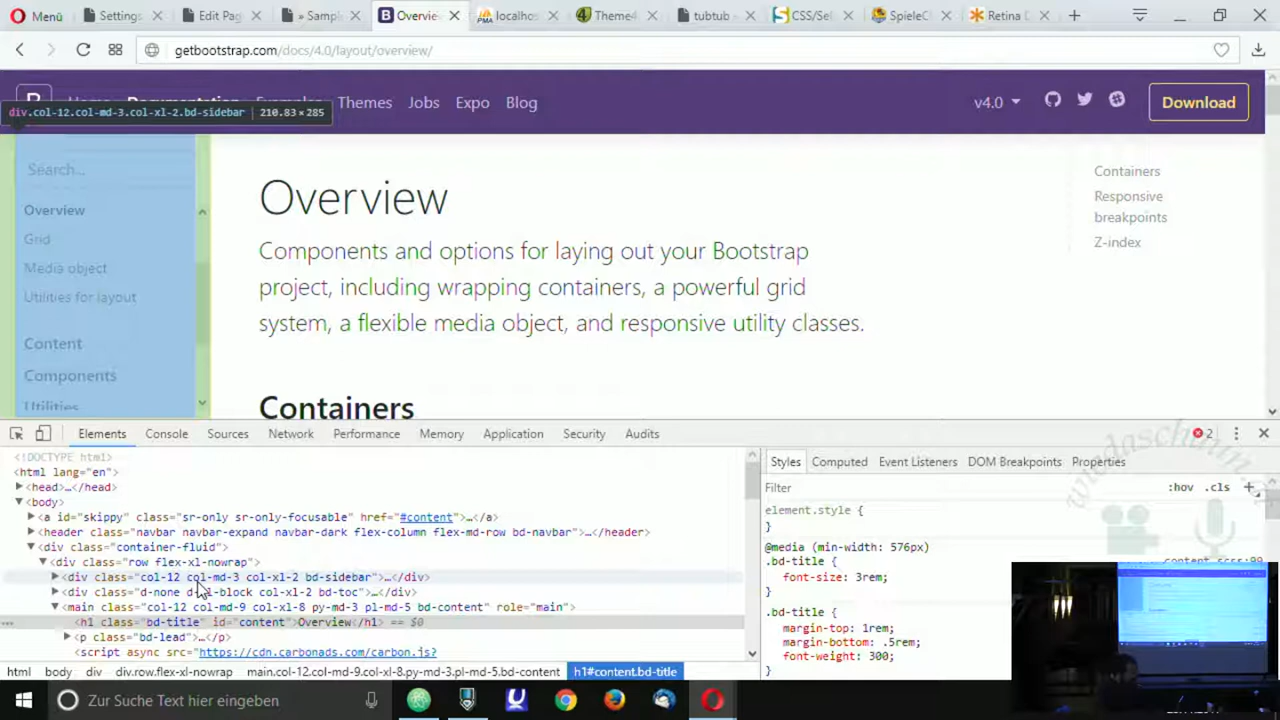 Menü Settings Edit Pag » Sampl Overvie localhos Theme4 tubtub - CSS/Sel SpieleC Retina D
getbootstrap.com/docs/4.0/layout/overview/
Documentation Themes Jobs Expo Blog v4.0 Download
div.col-12.col-md-3.col-xl-2.bd-sidebar | 210.83 × 285
Search...
Overview
Grid
Media object
Utilities for layout
Content
Components
Utilities
Overview
Components and options for laying out your Bootstrap
project, including wrapping containers, a powerful grid
system, a flexible media object, and responsive utility classes.
Containers
Containers
Responsive
breakpoints
Z-index
Elements Console Sources Network Performance Memory Application Security Audits 2
<!DOCTYPE html>
<html lang="en">
<head>…</head>
<body>
<a id="skippy" class="sr-only sr-only-focusable" href="#content">…</a>
<header class="navbar navbar-expand navbar-dark flex-column flex-md-row bd-navbar">…</header>
<div class="container-fluid">
<div class="row flex-xl-nowrap">
<div class="col-12 col-md-3 col-xl-2 bd-sidebar">…</div>
<div class="d-none d-xl-block col-xl-2 bd-toc">…</div>
<main class="col-12 col-md-9 col-xl-8 py-md-3 pl-md-5 bd-content" role="main">
<h1 class="bd-title" id="content">Overview</h1> == $0
<p class="bd-lead">…</p>
<script async src="https://cdn.carbonads.com/carbon.js?
html body div div.row.flex-xl-nowrap main.col-12.col-md-9.col-xl-8.py-md-3.pl-md-5.bd-content h1#content.bd-title
Styles Computed Event Listeners DOM Breakpoints Properties
Filter :hov .cls +
element.style {
}
@media (min-width: 576px)
.bd-title {
font-size: 3rem;
}
.bd-title {
margin-top: 1rem;
margin-bottom: .5rem;
font-weight: 300;
}
wiedaschaun.
Zur Suche Text hier eingeben